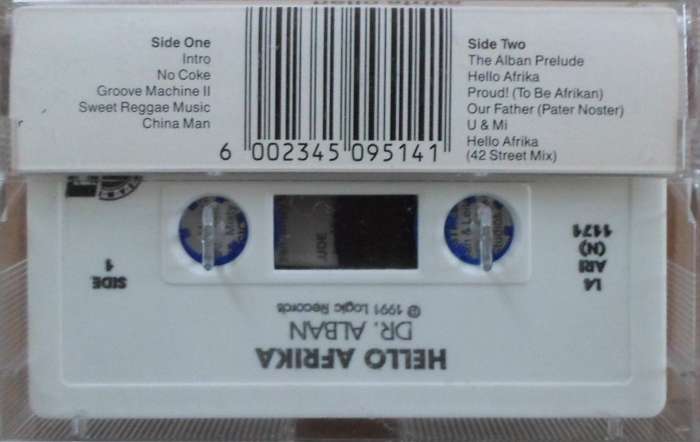 Side One
Intro
No Coke
Groove Machine II
Sweet Reggae Music
China Man
6 002345 095141
Side Two
The Alban Prelude
Hello Afrika
Proud! (To Be Afrikan)
Our Father (Pater Noster)
U & Mi
Hello Afrika
(42 Street Mix)
HELLO AFRIKA
DR. ALBAN
℗ 1991 Logic Records
SIDE
1
L4
ARI
(N)
1171